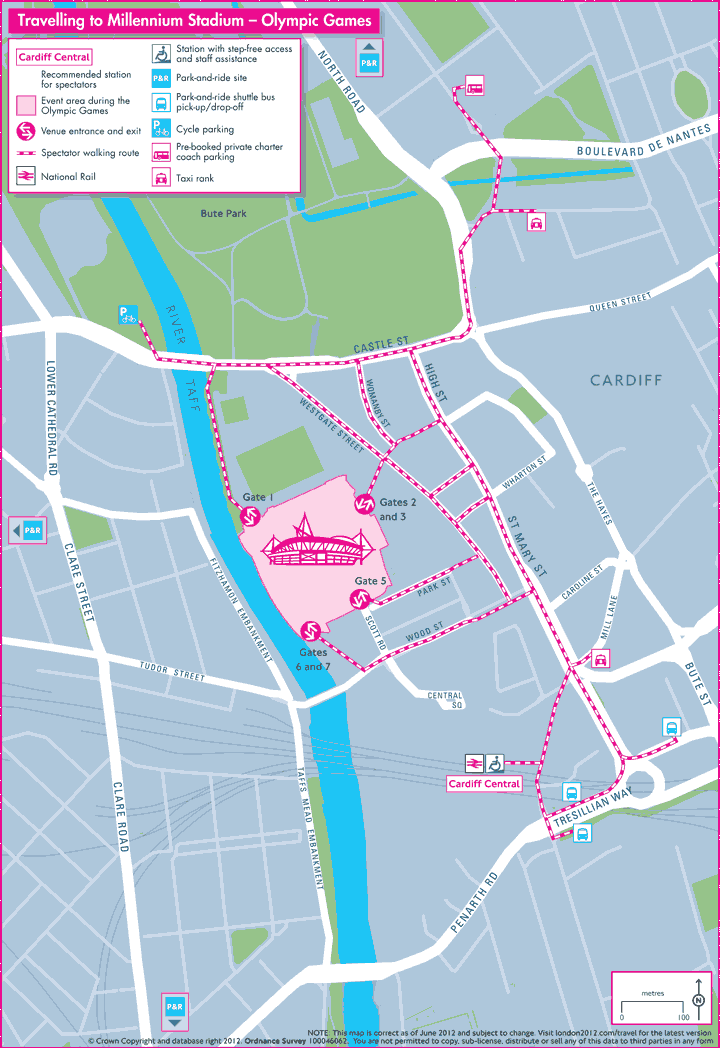 Travelling to Millennium Stadium – Olympic Games
Cardiff Central
Recommended station
for spectators
Event area during the
Olympic Games
Venue entrance and exit
Spectator walking route
National Rail
Station with step-free access
and staff assistance
P&R
Park-and-ride site
Park-and-ride shuttle bus
pick-up/drop-off
P
Cycle parking
Pre-booked private charter
coach parking
Taxi rank
P&R
NORTH ROAD
BOULEVARD DE NANTES
Bute Park
QUEEN STREET
P
RIVER
TAFF
CASTLE ST
HIGH ST
CARDIFF
LOWER CATHEDRAL RD
WOMANBY ST
WESTGATE STREET
WHARTON ST
THE HAYES
Gate 1
Gates 2
and 3
P&R
ST MARY ST
CLARE STREET
FITZHAMON EMBANKMENT
Gate 5
PARK ST
CAROLINE ST
MILL LANE
SCOTT RD
WOOD ST
Gates
6 and 7
TUDOR STREET
CENTRAL
SQ
BUTE ST
Cardiff Central
TRESILLIAN WAY
CLARE ROAD
TAFFS MEAD EMBANKMENT
PENARTH RD
P&R
metres
0
100
N
NOTE: This map is correct as of June 2012 and subject to change. Visit london2012.com/travel for the latest version
© Crown Copyright and database right 2012. Ordnance Survey 100046062. You are not permitted to copy, sub-license, distribute or sell any of this data to third parties in any form